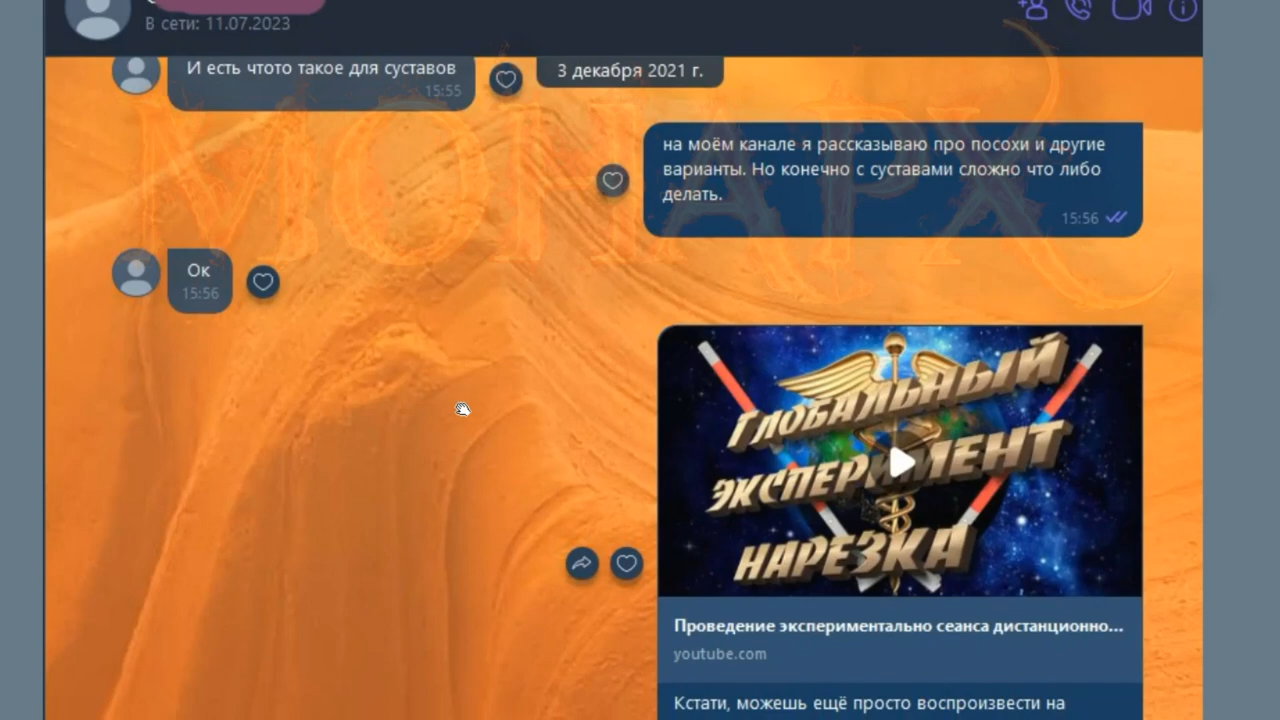 В сети: 11.07.2023
И есть чтото такое для суставов
15:55
3 декабря 2021 г.
на моём канале я рассказываю про посохи и другие
варианты. Но конечно с суставами сложно что либо
делать.
15:56
Ок
15:56
МОНАРХ
ГЛОБАЛЬНЫЙ
ЭКСПЕРИМЕНТ
НАРЕЗКА
Проведение экспериментально сеанса дистанционно...
youtube.com
Кстати, можешь ещё просто воспроизвести на